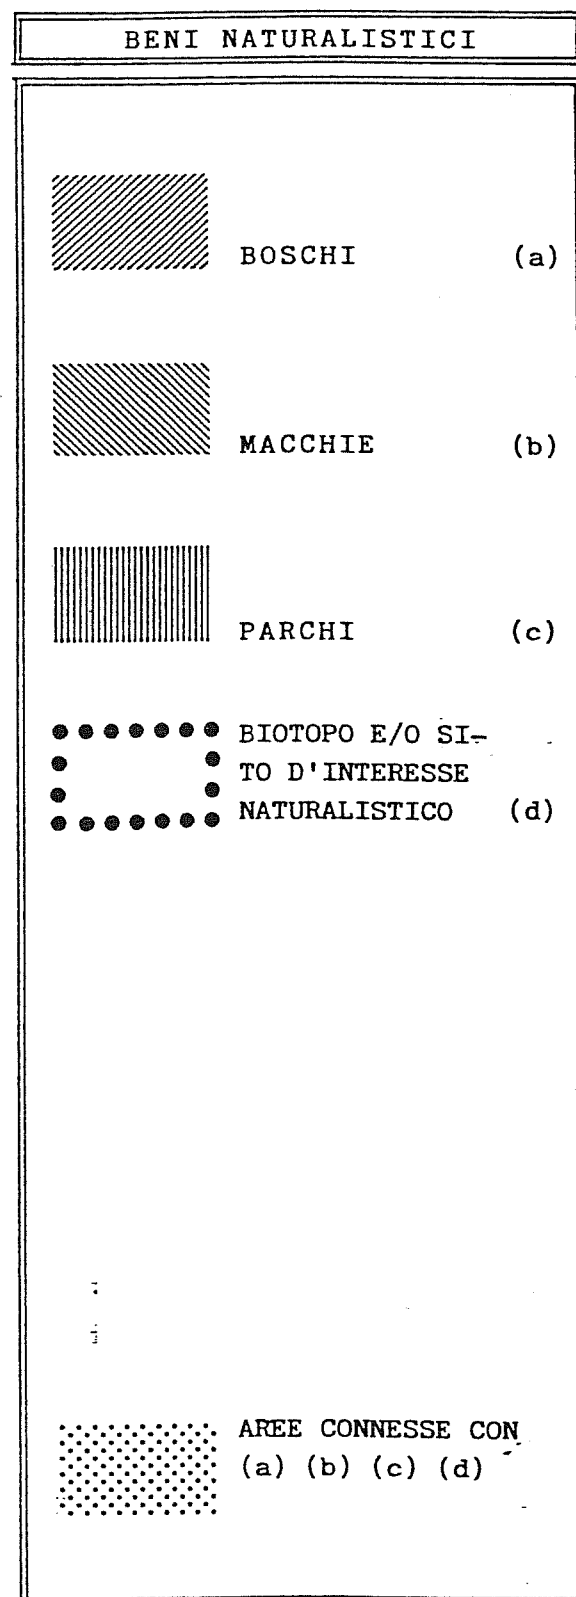 BENI NATURALISTICI
BOSCHI (a)
MACCHIE (b)
PARCHI (c)
BIOTOPO E/O SI-
TO D'INTERESSE
NATURALISTICO (d)
AREE CONNESSE CON
(a) (b) (c) (d)